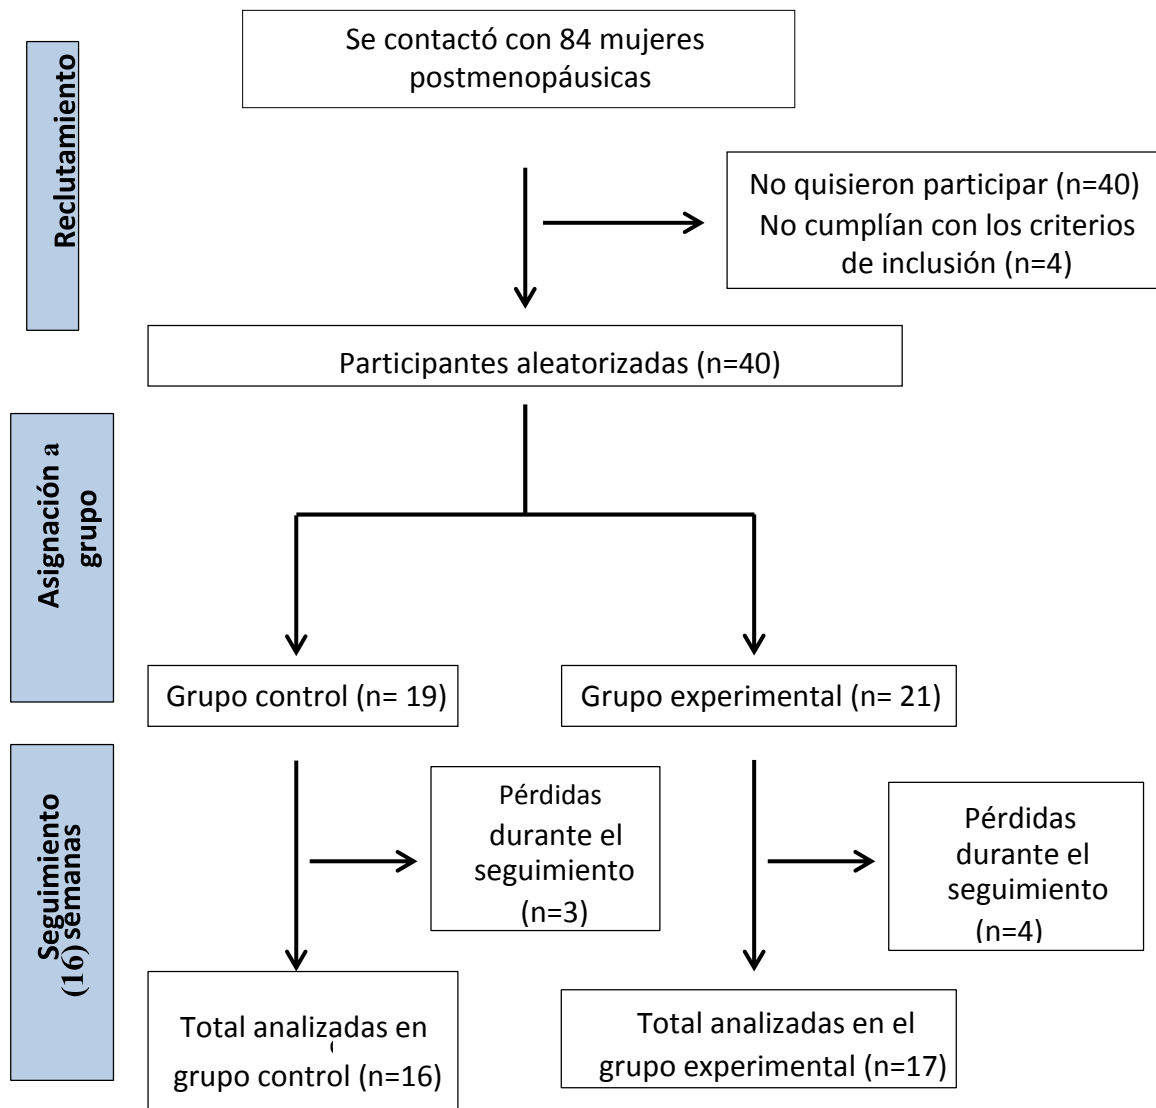 Se contactó con 84 mujeres
postmenopáusicas
Reclutamiento
No quisieron participar (n=40)
No cumplían con los criterios
de inclusión (n=4)
Participantes aleatorizadas (n=40)
Asignación a
grupo
Grupo control (n= 19)
Grupo experimental (n= 21)
Seguimiento
(16) semanas
Pérdidas
durante el
seguimiento
(n=3)
Pérdidas
durante el
seguimiento
(n=4)
Total analizadas en
grupo control (n=16)
Total analizadas en el
grupo experimental (n=17)